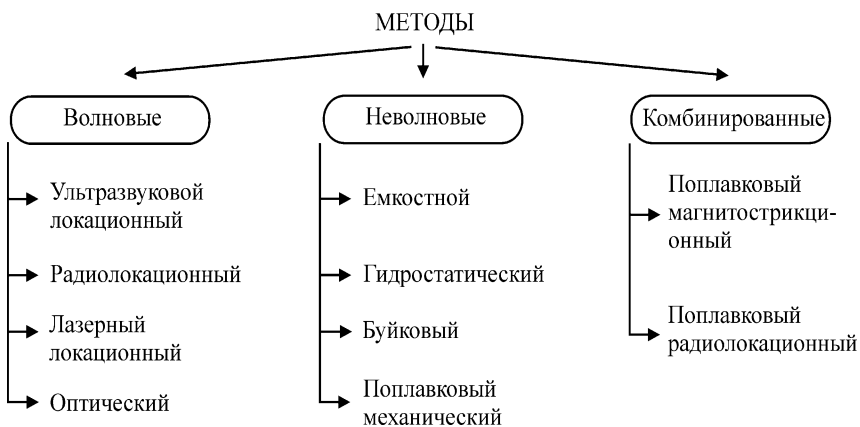 МЕТОДЫ
Волновые
Ультразвуковой
локационный
Радиолокационный
Лазерный
локационный
Оптический
Неволновые
Емкостной
Гидростатический
Буйковый
Поплавковый
механический
Комбинированные
Поплавковый
магнитострикци-
онный
Поплавковый
радиолокационный